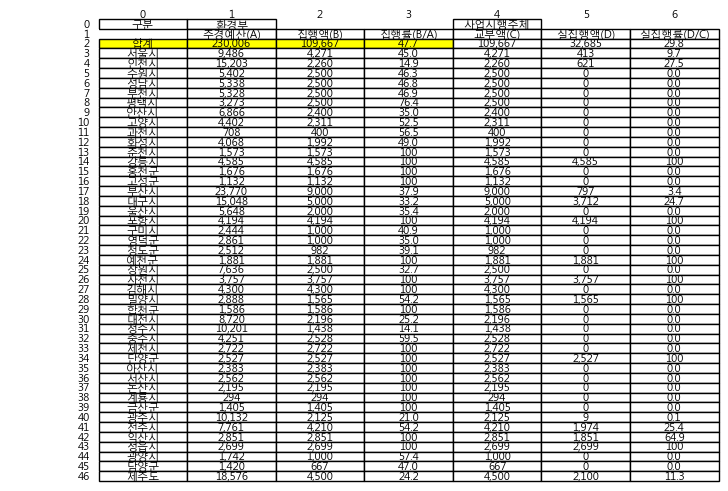 0 1 2 3 4 5 6
0 구분 환경부 사업시행주체
1 추경예산(A) 집행액(B) 집행률(B/A) 교부액(C) 실집행액(D) 실집행률(D/C)
2 합계 230,006 109,667 47.7 109,667 32,685 29.8
3 서울시 9,486 4,271 45.0 4,271 413 9.7
4 인천시 15,203 2,260 14.9 2,260 621 27.5
5 수원시 5,402 2,500 46.3 2,500 0 0.0
6 성남시 5,338 2,500 46.8 2,500 0 0.0
7 부천시 5,328 2,500 46.9 2,500 0 0.0
8 평택시 3,273 2,500 76.4 2,500 0 0.0
9 안산시 6,866 2,400 35.0 2,400 0 0.0
10 고양시 4,402 2,311 52.5 2,311 0 0.0
11 과천시 708 400 56.5 400 0 0.0
12 화성시 4,068 1,992 49.0 1,992 0 0.0
13 춘천시 1,573 1,573 100 1,573 0 0.0
14 강릉시 4,585 4,585 100 4,585 4,585 100
15 홍천군 1,676 1,676 100 1,676 0 0.0
16 고성군 1,132 1,132 100 1,132 0 0.0
17 부산시 23,770 9,000 37.9 9,000 797 3.4
18 대구시 15,048 5,000 33.2 5,000 3,712 24.7
19 울산시 5,648 2,000 35.4 2,000 0 0.0
20 포항시 4,194 4,194 100 4,194 4,194 100
21 구미시 2,444 1,000 40.9 1,000 0 0.0
22 영덕군 2,861 1,000 35.0 1,000 0 0.0
23 청도군 2,512 982 39.1 982 0 0.0
24 예천군 1,881 1,881 100 1,881 1,881 100
25 창원시 7,636 2,500 32.7 2,500 0 0.0
26 사천시 3,757 3,757 100 3,757 3,757 100
27 김해시 4,300 4,300 100 4,300 0 0.0
28 밀양시 2,888 1,565 54.2 1,565 1,565 100
29 합천군 1,586 1,586 100 1,586 0 0.0
30 대전시 8,720 2,196 25.2 2,196 0 0.0
31 청주시 10,201 1,438 14.1 1,438 0 0.0
32 충주시 4,251 2,528 59.5 2,528 0 0.0
33 제천시 2,722 2,722 100 2,722 0 0.0
34 단양군 2,527 2,527 100 2,527 2,527 100
35 아산시 2,383 2,383 100 2,383 0 0.0
36 서산시 2,562 2,562 100 2,562 0 0.0
37 논산시 2,195 2,195 100 2,195 0 0.0
38 계룡시 294 294 100 294 0 0.0
39 금산군 1,405 1,405 100 1,405 0 0.0
40 광주시 10,132 2,125 21.0 2,125 9 0.1
41 전주시 7,761 4,210 54.2 4,210 1,974 25.4
42 익산시 2,851 2,851 100 2,851 1,851 64.9
43 정읍시 2,699 2,699 100 2,699 2,699 100
44 광양시 1,742 1,000 57.4 1,000 0 0.0
45 담양군 1,420 667 47.0 667 0 0.0
46 제주도 18,576 4,500 24.2 4,500 2,100 11.3